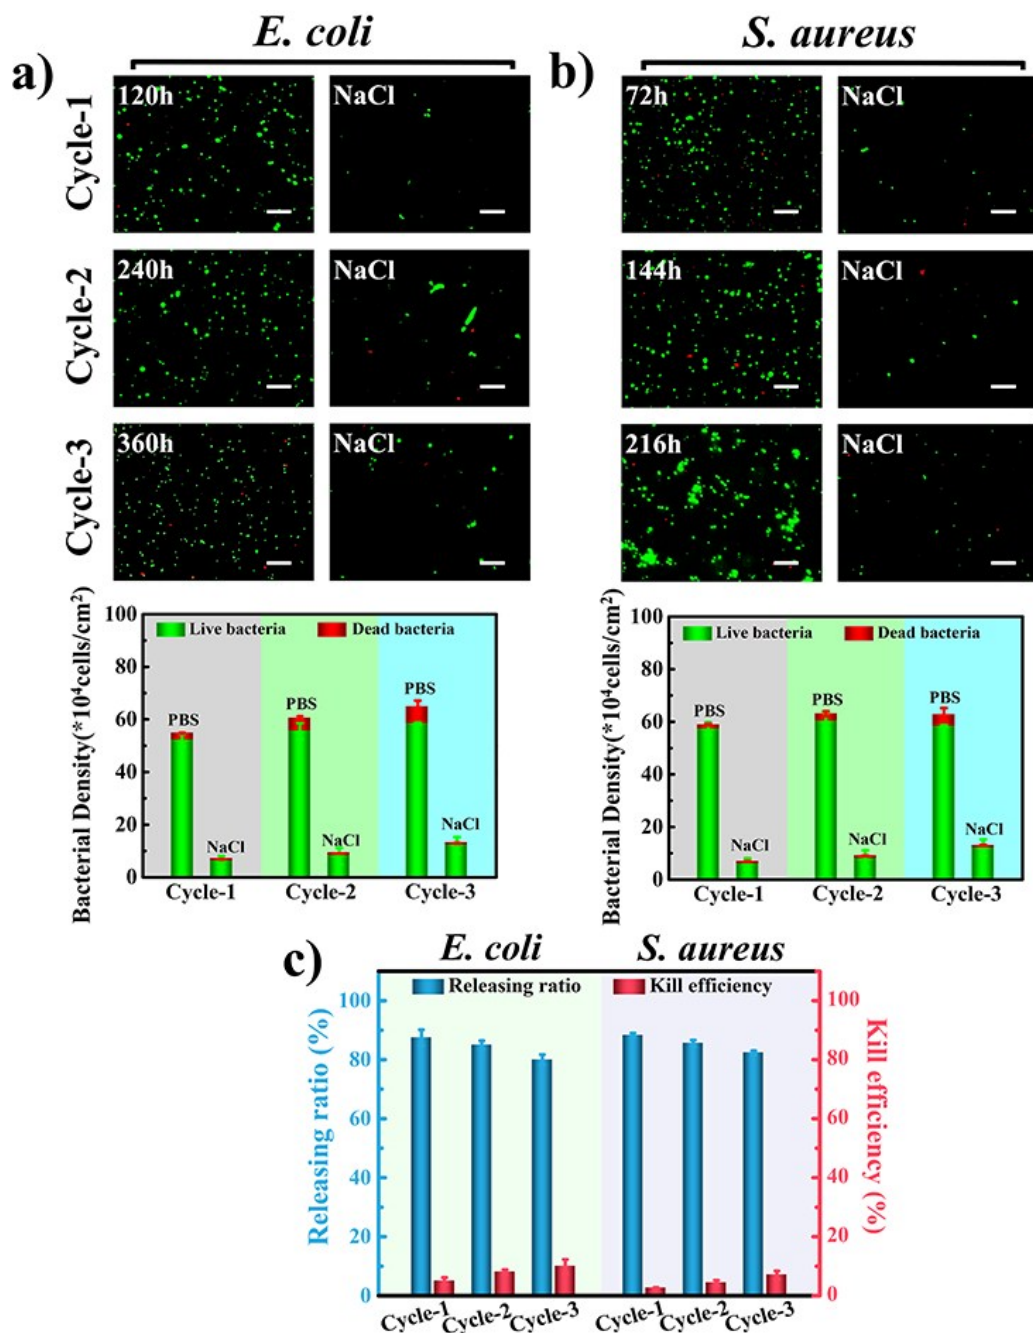 E. coli
S. aureus
a)
b)
Cycle-1
120h
NaCl
72h
NaCl
Cycle-2
240h
NaCl
144h
NaCl
Cycle-3
360h
NaCl
216h
NaCl
Bacterial Density(*10⁴cells/cm²)
100
80
60
40
20
0
Live bacteria
Dead bacteria
PBS
NaCl
PBS
NaCl
PBS
NaCl
Cycle-1
Cycle-2
Cycle-3
Bacterial Density(*10⁴cells/cm²)
100
80
60
40
20
0
Live bacteria
Dead bacteria
PBS
NaCl
PBS
NaCl
PBS
NaCl
Cycle-1
Cycle-2
Cycle-3
c)
E. coli
S. aureus
Releasing ratio
Kill efficiency
Releasing ratio (%)
100
80
60
40
20
0
Kill efficiency (%)
100
80
60
40
20
0
Cycle-1
Cycle-2
Cycle-3
Cycle-1
Cycle-2
Cycle-3